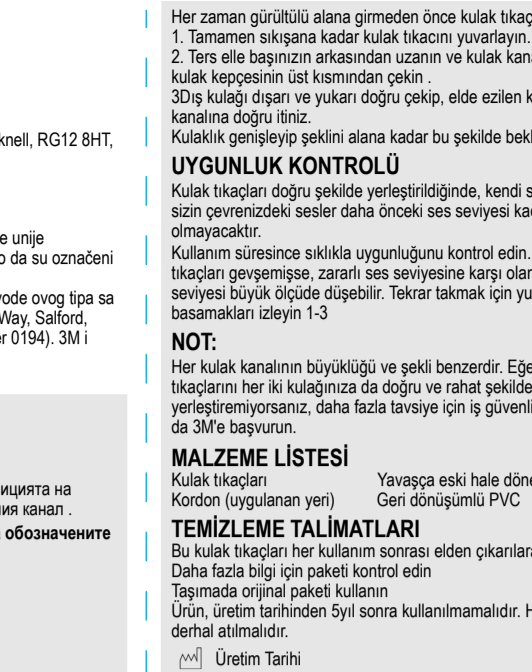 knell, RG12 8HT,
e unije
o da su označeni
vode ovog tipa sa
Way, Salford,
er 0194). 3M i
ицията на
ия канал .
обозначените
Her zaman gürültülü alana girmeden önce kulak tıkaç
1. Tamamen sıkışana kadar kulak tıkacını yuvarlayın.
2. Ters elle başınızın arkasından uzanın ve kulak kana
kulak kepçesinin üst kısmından çekin .
3Dış kulağı dışarı ve yukarı doğru çekip, elde ezilen k
kanalına doğru itiniz.
Kulaklık genişleyip şeklini alana kadar bu şekilde bekl
UYGUNLUK KONTROLÜ
Kulak tıkaçları doğru şekilde yerleştirildiğinde, kendi s
sizin çevrenizdeki sesler daha önceki ses seviyesi kad
olmayacaktır.
Kullanım süresince sıklıkla uygunluğunu kontrol edin.
tıkaçları gevşemişse, zararlı ses seviyesine karşı olan
seviyesi büyük ölçüde düşebilir. Tekrar takmak için yu
basamakları izleyin 1-3
NOT:
Her kulak kanalının büyüklüğü ve şekli benzerdir. Eğe
tıkaçlarını her iki kulağınıza da doğru ve rahat şekilde
yerleştiremiyorsanız, daha fazla tavsiye için iş güvenli
da 3M'e başvurun.
MALZEME LİSTESİ
Kulak tıkaçları Yavaşça eski hale döne
Kordon (uygulanan yeri) Geri dönüşümlü PVC
TEMİZLEME TALİMATLARI
Bu kulak tıkaçları her kullanım sonrası elden çıkarılara
Daha fazla bilgi için paketi kontrol edin
Taşımada orijinal paketi kullanın
Ürün, üretim tarihinden 5yıl sonra kullanılmamalıdır. H
derhal atılmalıdır.
Üretim Tarihi